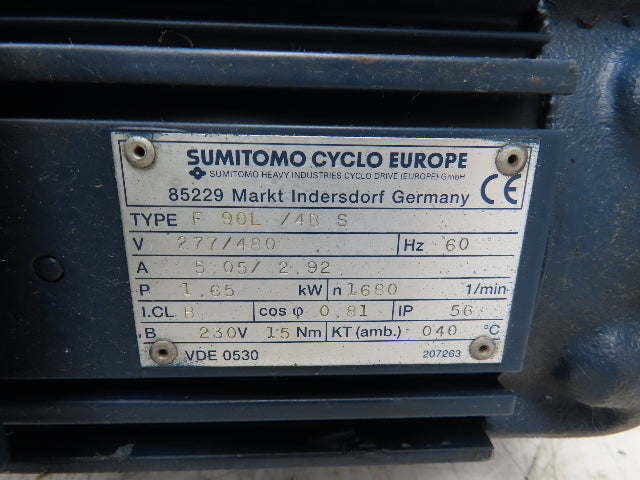 SUMITOMO CYCLO EUROPE
SUMITOMO HEAVY INDUSTRIES CYCLO DRIVE (EUROPE) GmbH
85229 Markt Indersdorf Germany CE
TYPE F 90L /4B S
V 277/480 Hz 60
A 5.05/ 2.92
P 1.65 kW n 1680 1/min
I.CL B cos φ 0.81 IP 56
B 230V 15 Nm KT (amb.) 040 °C
VDE 0530 207263